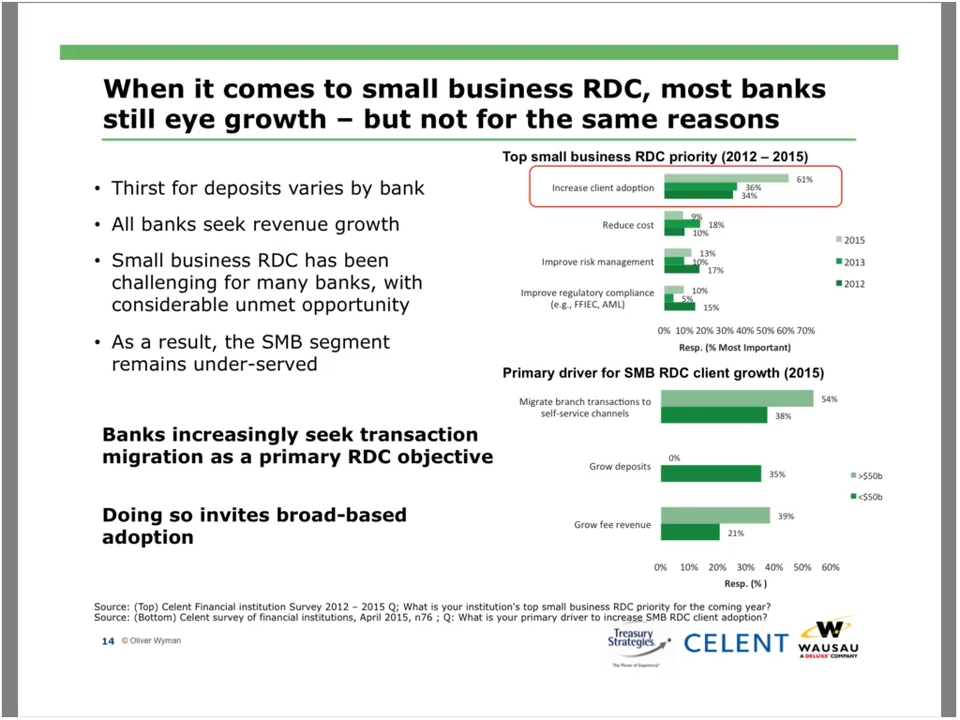 When it comes to small business RDC, most banks
still eye growth – but not for the same reasons
• Thirst for deposits varies by bank
• All banks seek revenue growth
• Small business RDC has been
challenging for many banks, with
considerable unmet opportunity
• As a result, the SMB segment
remains under-served
Banks increasingly seek transaction
migration as a primary RDC objective
Doing so invites broad-based
adoption
Top small business RDC priority (2012 – 2015)
Increase client adoption
61%
36%
34%
Reduce cost
9%
18%
10%
Improve risk management
13%
10%
17%
Improve regulatory compliance
(e.g., FFIEC, AML)
10%
5%
15%
2015
2013
2012
0% 10% 20% 30% 40% 50% 60% 70%
Resp. (% Most Important)
Primary driver for SMB RDC client growth (2015)
Migrate branch transactions to
self-service channels
54%
38%
Grow deposits
0%
35%
Grow fee revenue
39%
21%
>$50b
<$50b
0% 10% 20% 30% 40% 50% 60%
Resp. (% )
Source: (Top) Celent Financial institution Survey 2012 – 2015 Q; What is your institution's top small business RDC priority for the coming year?
Source: (Bottom) Celent survey of financial institutions, April 2015, n76 ; Q: What is your primary driver to increase SMB RDC client adoption?
14 © Oliver Wyman
Treasury
Strategies
The Power of Experience
CELENT
W
WAUSAU
A DELUXE COMPANY